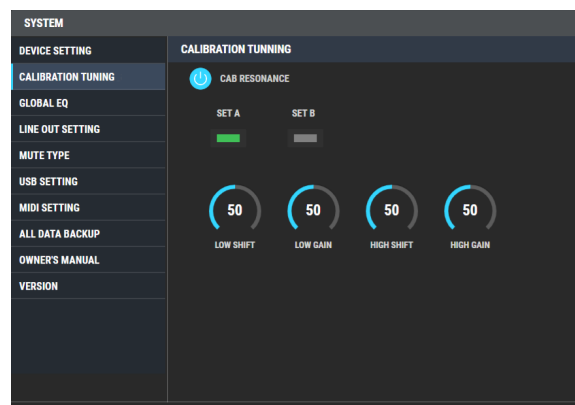 SYSTEM
DEVICE SETTING
CALIBRATION TUNING
GLOBAL EQ
LINE OUT SETTING
MUTE TYPE
USB SETTING
MIDI SETTING
ALL DATA BACKUP
OWNER'S MANUAL
VERSION
CALIBRATION TUNNING
CAB RESONANCE
SET A SET B
50 50 50 50
LOW SHIFT LOW GAIN HIGH SHIFT HIGH GAIN